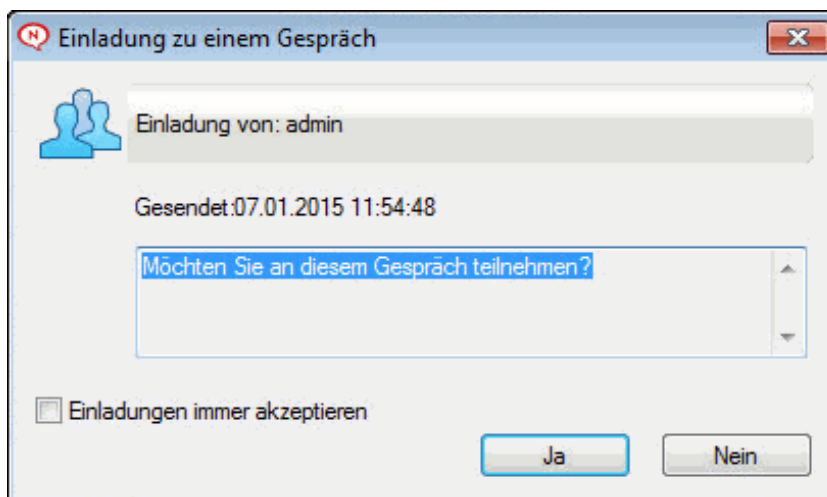 N
Einladung zu einem Gespräch
Einladung von: admin
Gesendet:07.01.2015 11:54:48
Möchten Sie an diesem Gespräch teilnehmen?
Einladungen immer akzeptieren
Ja
Nein